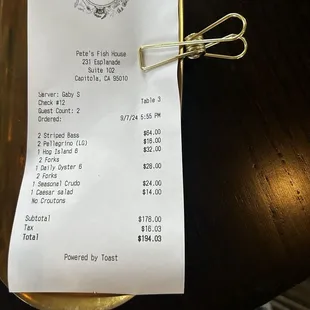 Pete's Fish House
231 Esplanade
Suite 102
Capitola, CA 95010
Server: Gaby S
Check #12 Table 3
Guest Count: 2
Ordered: 9/7/24 5:55 PM
2 Striped Bass $64.00
2 Pellegrino (LG) $16.00
1 Hog Island 6 $32.00
2 Forks
1 Daily Oyster 6 $28.00
2 Forks
1 Seasonal Crudo $24.00
1 Caesar salad $14.00
No Croutons
Subtotal $178.00
Tax $16.03
Total $194.03
Powered by Toast